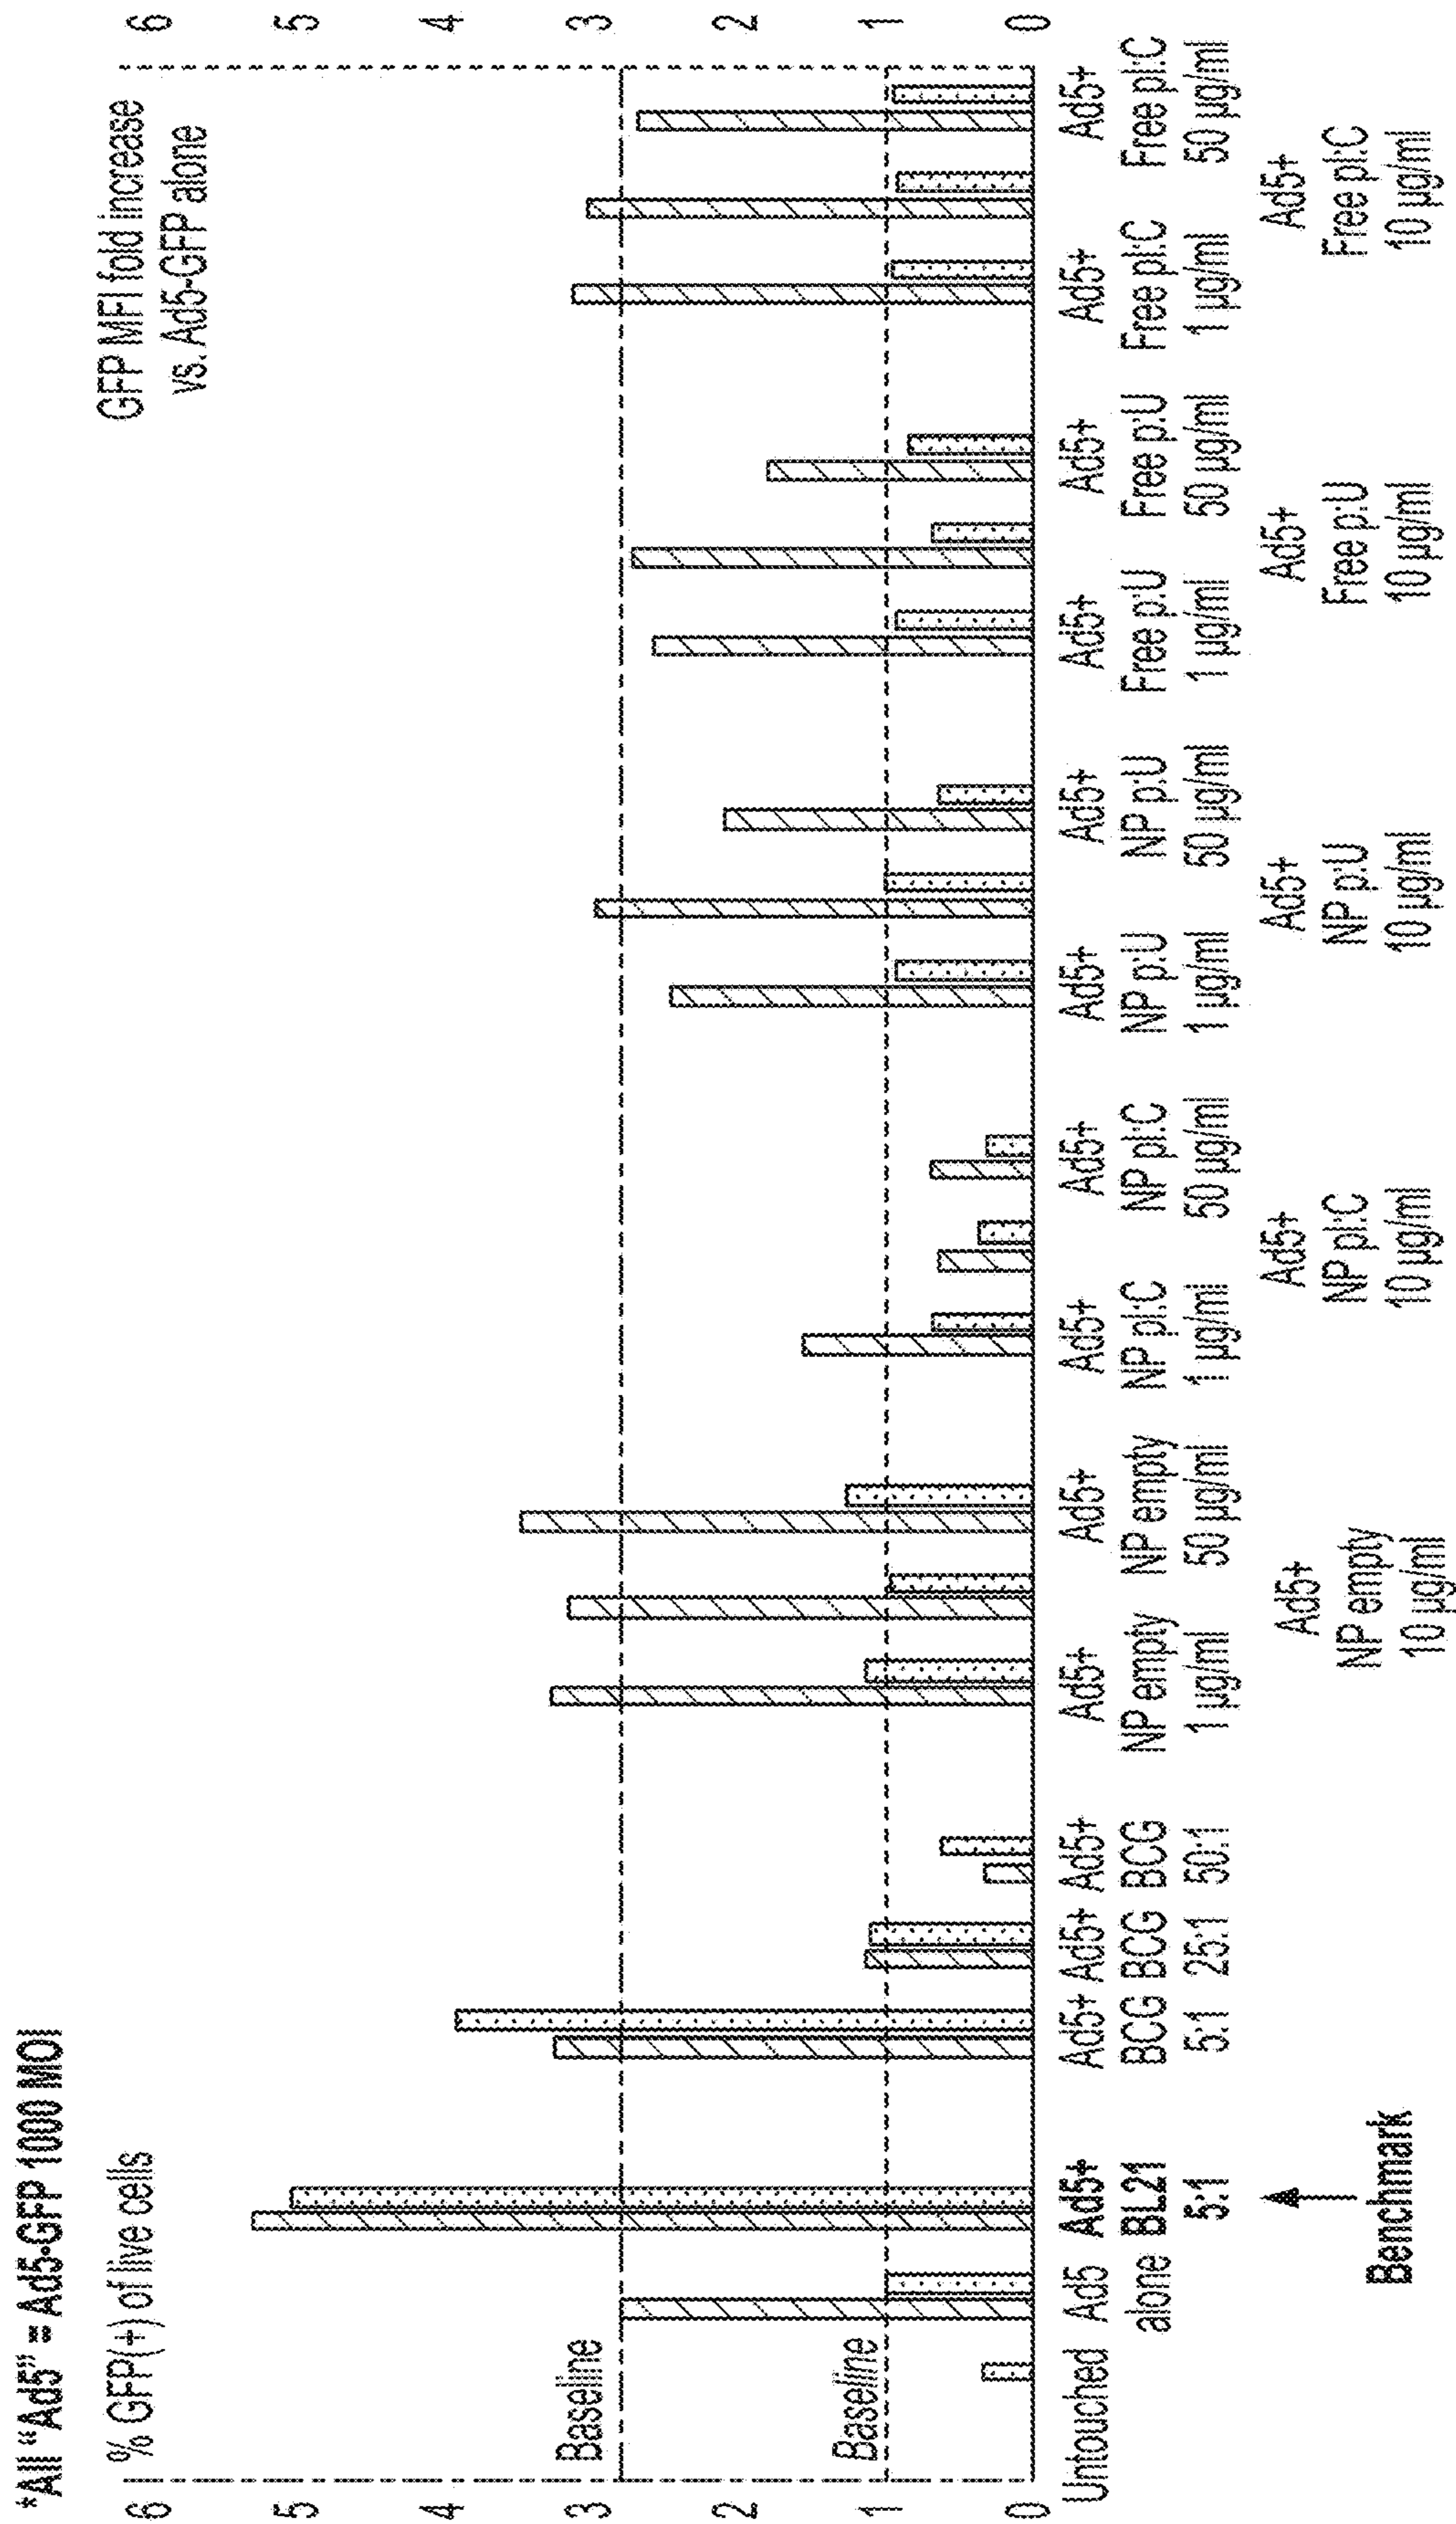 *All “Ad5” = Ad5-GFP 1000 MOI
% GFP(+) of live cells
GFP MFI fold increase
vs. Ad5-GFP alone
6
5
4
3
2
1
0
6
5
4
3
2
1
0
Baseline
Baseline
Untouched
Ad5
alone
Ad5+
BL21
5:1
Benchmark
Ad5+
BCG
5:1
Ad5+
BCG
25:1
Ad5+
BCG
50:1
Ad5+
NP empty
1 µg/ml
Ad5+
NP empty
10 µg/ml
Ad5+
NP empty
50 µg/ml
Ad5+
NP pI:C
1 µg/ml
Ad5+
NP pI:C
10 µg/ml
Ad5+
NP pI:C
50 µg/ml
Ad5+
NP p:U
1 µg/ml
Ad5+
NP p:U
10 µg/ml
Ad5+
NP p:U
50 µg/ml
Ad5+
Free p:U
1 µg/ml
Ad5+
Free p:U
10 µg/ml
Ad5+
Free p:U
50 µg/ml
Ad5+
Free pI:C
1 µg/ml
Ad5+
Free pI:C
10 µg/ml
Ad5+
Free pI:C
50 µg/ml